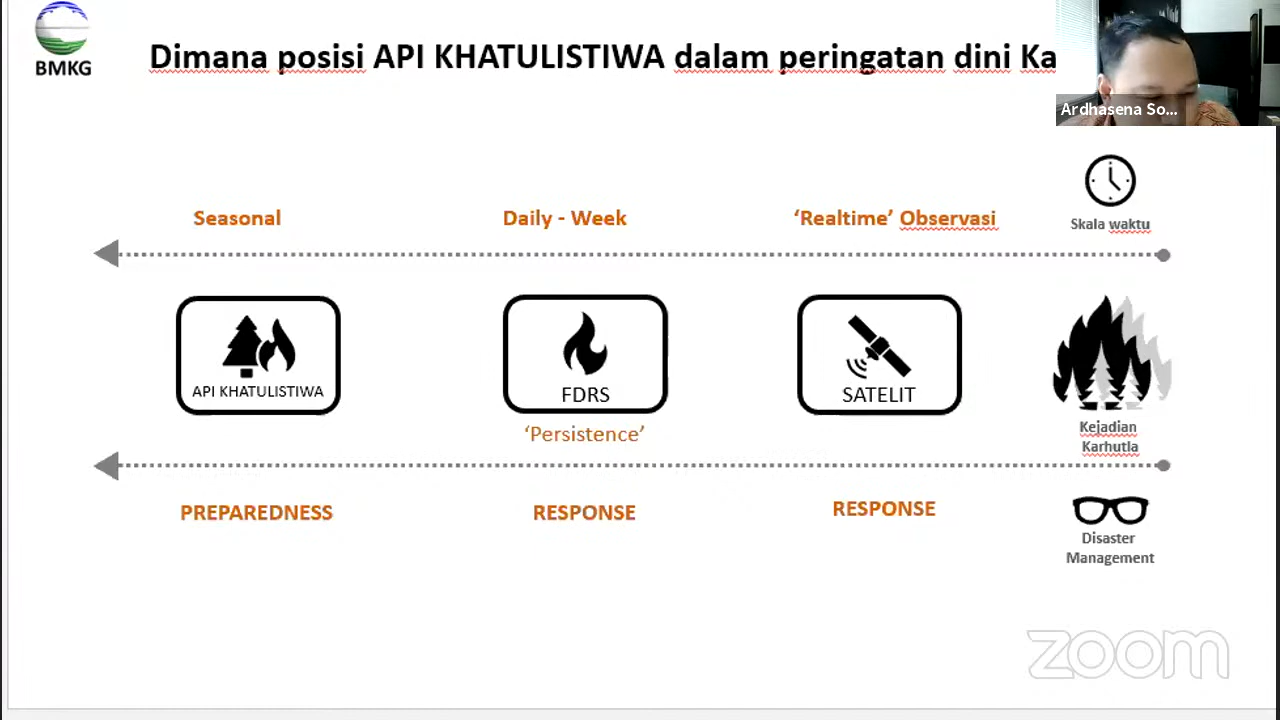 BMKG
Dimana posisi API KHATULISTIWA dalam peringatan dini Ka
Ardhasena So...
Seasonal
Daily - Week
‘Realtime’ Observasi
Skala waktu
API KHATULISTIWA
FDRS
SATELIT
‘Persistence’
Kejadian
Karhutla
PREPAREDNESS
RESPONSE
RESPONSE
Disaster
Management
zoom